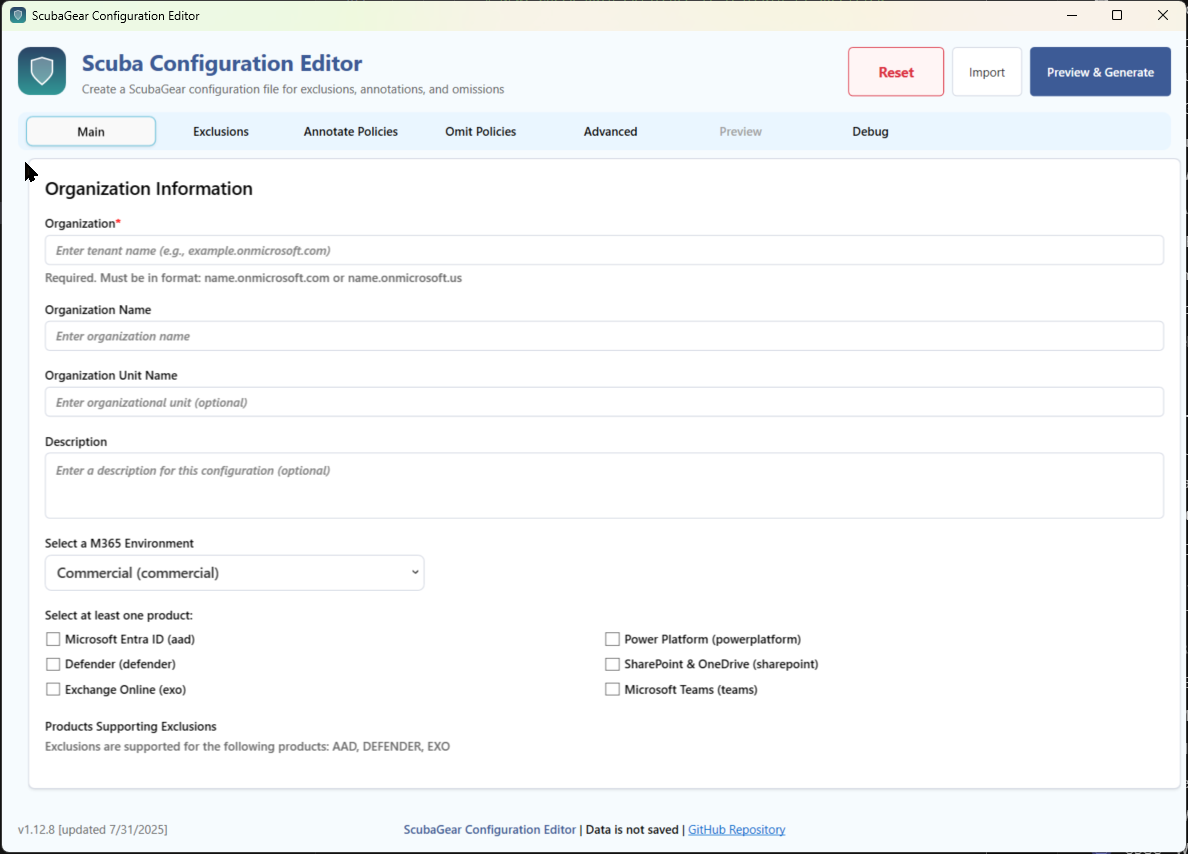 ScubaGear Configuration Editor
Scuba Configuration Editor
Create a ScubaGear configuration file for exclusions, annotations, and omissions
Reset
Import
Preview & Generate
Main
Exclusions
Annotate Policies
Omit Policies
Advanced
Preview
Debug
Organization Information
Organization*
Enter tenant name (e.g., example.onmicrosoft.com)
Required. Must be in format: name.onmicrosoft.com or name.onmicrosoft.us
Organization Name
Enter organization name
Organization Unit Name
Enter organizational unit (optional)
Description
Enter a description for this configuration (optional)
Select a M365 Environment
Commercial (commercial)
Select at least one product:
Microsoft Entra ID (aad)
Power Platform (powerplatform)
Defender (defender)
SharePoint & OneDrive (sharepoint)
Exchange Online (exo)
Microsoft Teams (teams)
Products Supporting Exclusions
Exclusions are supported for the following products: AAD, DEFENDER, EXO
v1.12.8 [updated 7/31/2025]
ScubaGear Configuration Editor | Data is not saved | GitHub Repository